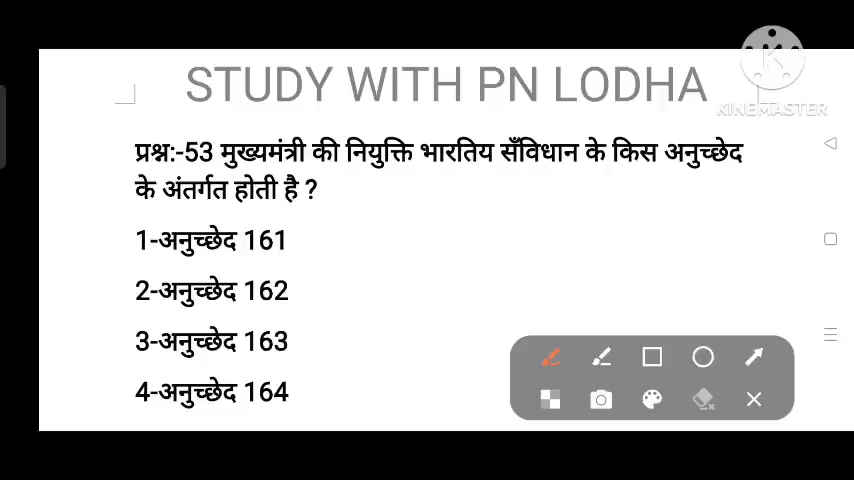 STUDY WITH PN LODHA
KINEMASTER
प्रश्न:-53 मुख्यमंत्री की नियुक्ति भारतिय सँविधान के किस अनुच्छेद
के अंतर्गत होती है ?
1-अनुच्छेद 161
2-अनुच्छेद 162
3-अनुच्छेद 163
4-अनुच्छेद 164